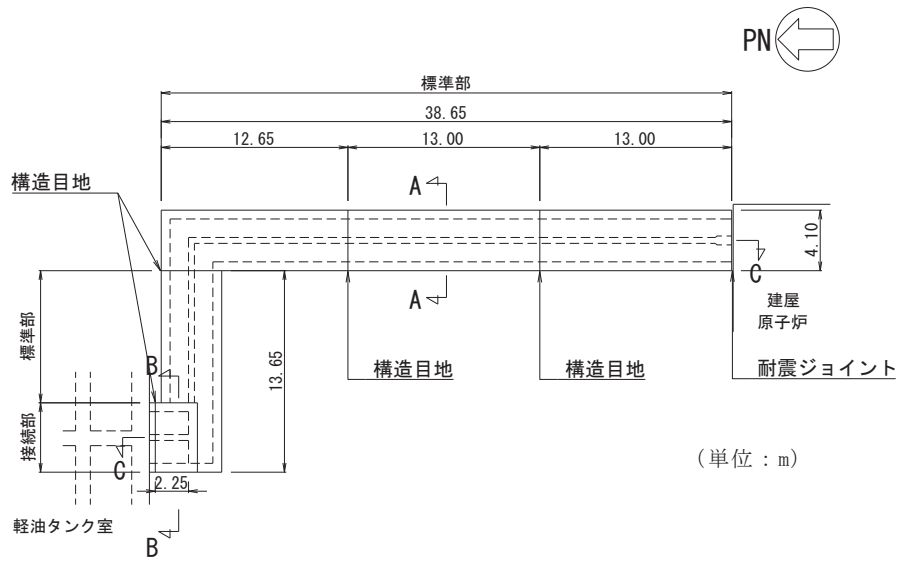 PN
標準部
38.65
12.65
13.00
13.00
構造目地
A
4.10
C
A
建屋
原子炉
標準部
13.65
構造目地
構造目地
耐震ジョイント
B
接続部
C
2.25
(単位:m)
軽油タンク室
B